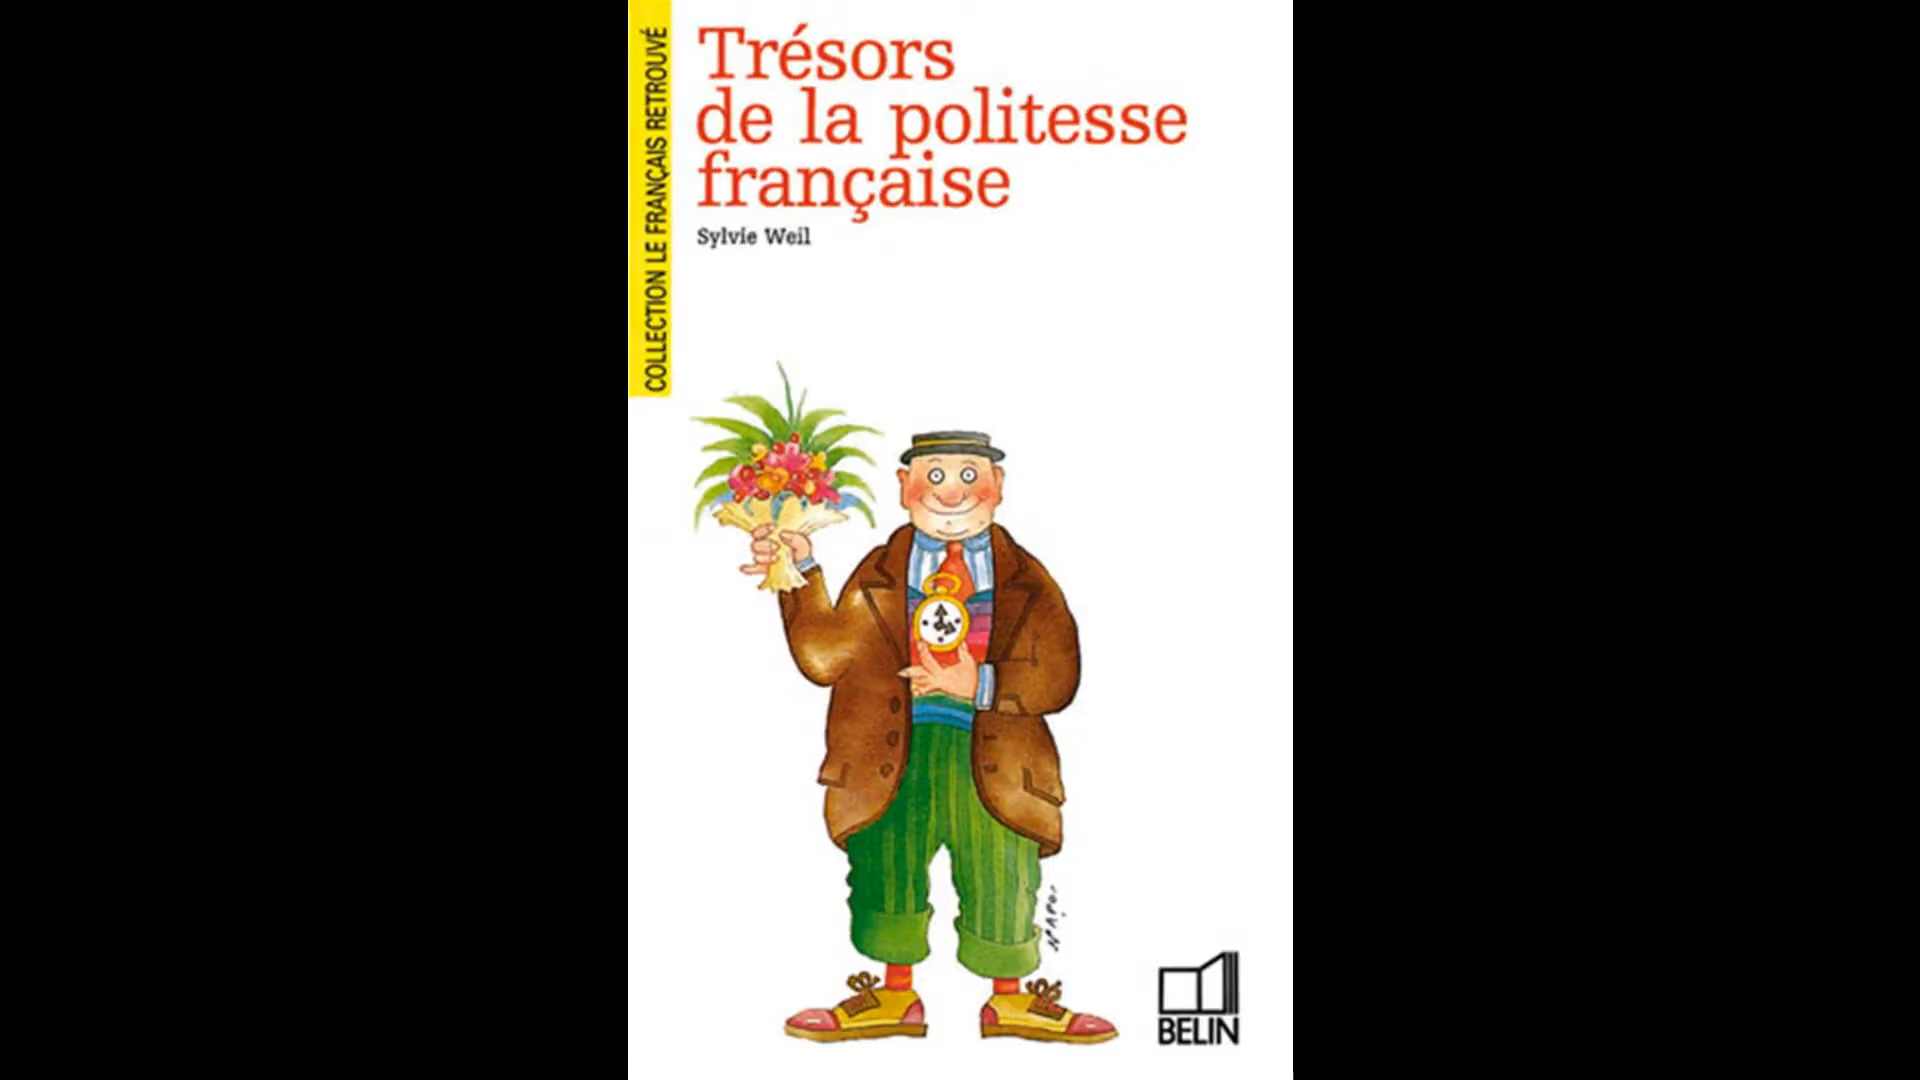 COLLECTION LE FRANÇAIS RETROUVÉ
Trésors
de la politesse
française
Sylvie Weil
BELIN